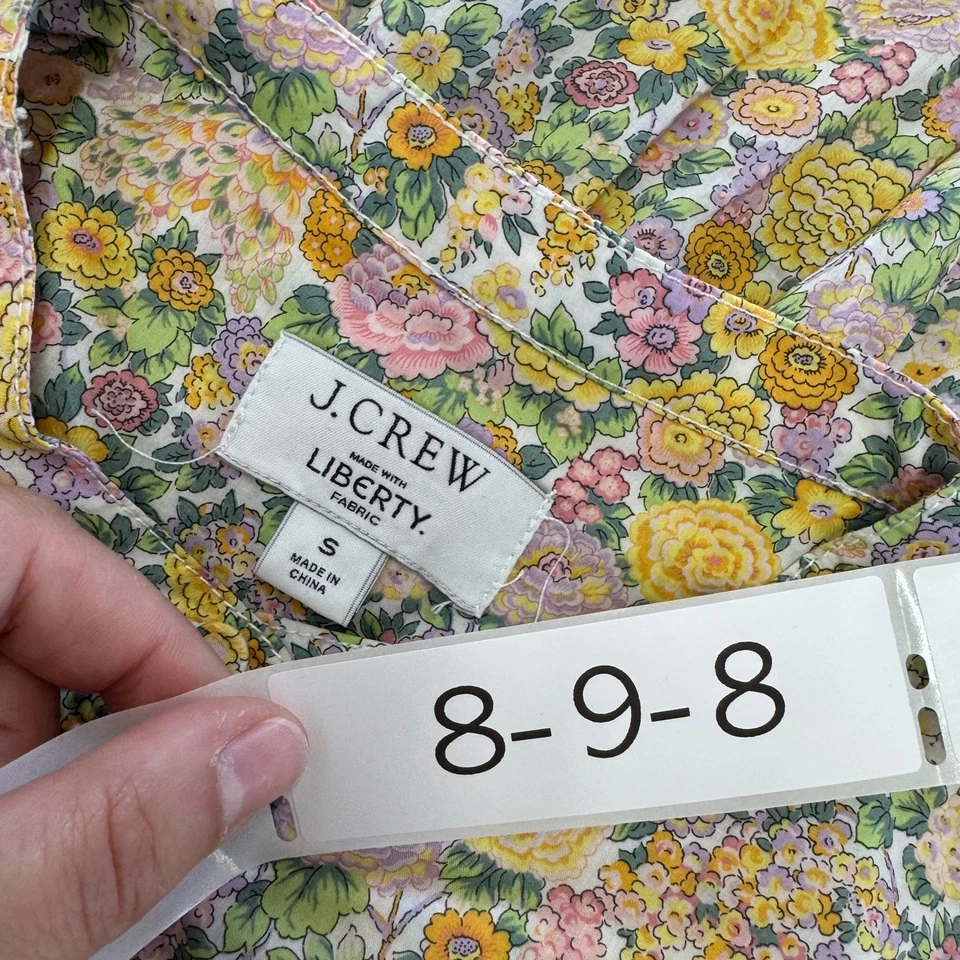 J.CREW
MADE WITH
LIBERTY.
FABRIC
S
MADE IN
CHINA
8-9-8